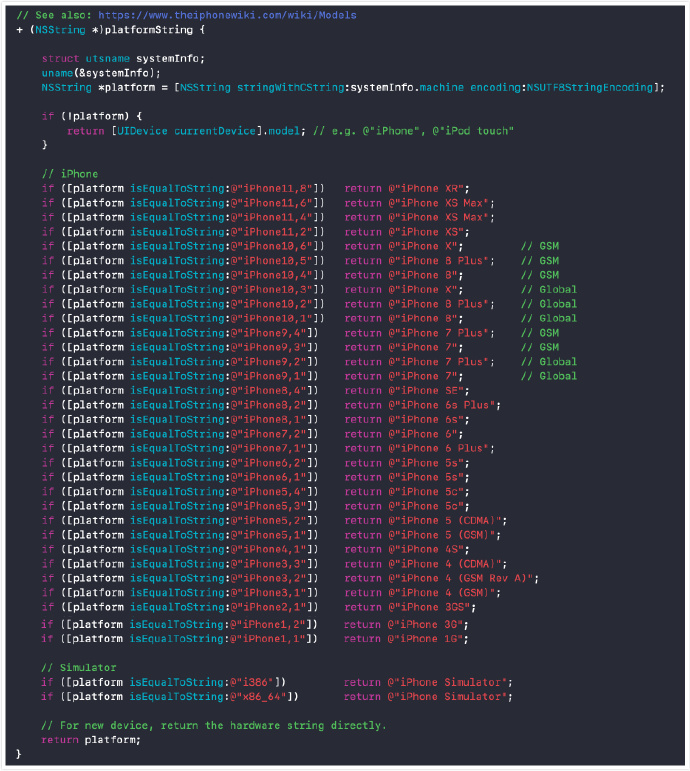 // See also: https://www.theiphonewiki.com/wiki/Models
+ (NSString *)platformString {
struct utsname systemInfo;
uname(&systemInfo);
NSString *platform = [NSString stringWithCString:systemInfo.machine encoding:NSUTF8StringEncoding];
if (!platform) {
return [UIDevice currentDevice].model; // e.g. @"iPhone", @"iPod touch"
}
// iPhone
if ([platform isEqualToString:@"iPhone11,8"]) return @"iPhone XR";
if ([platform isEqualToString:@"iPhone11,6"]) return @"iPhone XS Max";
if ([platform isEqualToString:@"iPhone11,4"]) return @"iPhone XS Max";
if ([platform isEqualToString:@"iPhone11,2"]) return @"iPhone XS";
if ([platform isEqualToString:@"iPhone10,6"]) return @"iPhone X"; // GSM
if ([platform isEqualToString:@"iPhone10,5"]) return @"iPhone 8 Plus"; // GSM
if ([platform isEqualToString:@"iPhone10,4"]) return @"iPhone 8"; // GSM
if ([platform isEqualToString:@"iPhone10,3"]) return @"iPhone X"; // Global
if ([platform isEqualToString:@"iPhone10,2"]) return @"iPhone 8 Plus"; // Global
if ([platform isEqualToString:@"iPhone10,1"]) return @"iPhone 8"; // Global
if ([platform isEqualToString:@"iPhone9,4"]) return @"iPhone 7 Plus"; // GSM
if ([platform isEqualToString:@"iPhone9,3"]) return @"iPhone 7"; // GSM
if ([platform isEqualToString:@"iPhone9,2"]) return @"iPhone 7 Plus"; // Global
if ([platform isEqualToString:@"iPhone9,1"]) return @"iPhone 7"; // Global
if ([platform isEqualToString:@"iPhone8,4"]) return @"iPhone SE";
if ([platform isEqualToString:@"iPhone8,2"]) return @"iPhone 6s Plus";
if ([platform isEqualToString:@"iPhone8,1"]) return @"iPhone 6s";
if ([platform isEqualToString:@"iPhone7,2"]) return @"iPhone 6";
if ([platform isEqualToString:@"iPhone7,1"]) return @"iPhone 6 Plus";
if ([platform isEqualToString:@"iPhone6,2"]) return @"iPhone 5s";
if ([platform isEqualToString:@"iPhone6,1"]) return @"iPhone 5s";
if ([platform isEqualToString:@"iPhone5,4"]) return @"iPhone 5c";
if ([platform isEqualToString:@"iPhone5,3"]) return @"iPhone 5c";
if ([platform isEqualToString:@"iPhone5,2"]) return @"iPhone 5 (CDMA)";
if ([platform isEqualToString:@"iPhone5,1"]) return @"iPhone 5 (GSM)";
if ([platform isEqualToString:@"iPhone4,1"]) return @"iPhone 4S";
if ([platform isEqualToString:@"iPhone3,3"]) return @"iPhone 4 (CDMA)";
if ([platform isEqualToString:@"iPhone3,2"]) return @"iPhone 4 (GSM Rev A)";
if ([platform isEqualToString:@"iPhone3,1"]) return @"iPhone 4 (GSM)";
if ([platform isEqualToString:@"iPhone2,1"]) return @"iPhone 3GS";
if ([platform isEqualToString:@"iPhone1,2"]) return @"iPhone 3G";
if ([platform isEqualToString:@"iPhone1,1"]) return @"iPhone 1G";
// Simulator
if ([platform isEqualToString:@"i386"]) return @"iPhone Simulator";
if ([platform isEqualToString:@"x86_64"]) return @"iPhone Simulator";
// For new device, return the hardware string directly.
return platform;
}